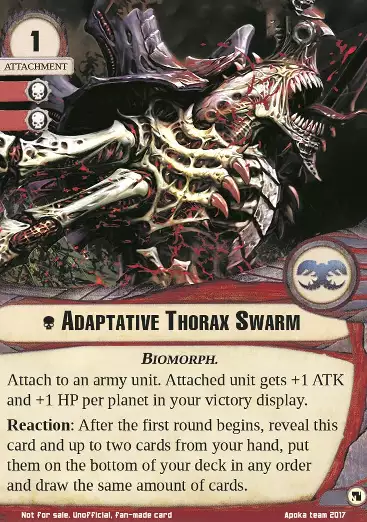 1
ATTACHMENT
ADAPTATIVE THORAX SWARM
BIOMORPH.
Attach to an army unit. Attached unit gets +1 ATK
and +1 HP per planet in your victory display.
Reaction: After the first round begins, reveal this
card and up to two cards from your hand, put
them on the bottom of your deck in any order
and draw the same amount of cards.
Not for sale. Unofficial, fan-made card
Apoka team 2017